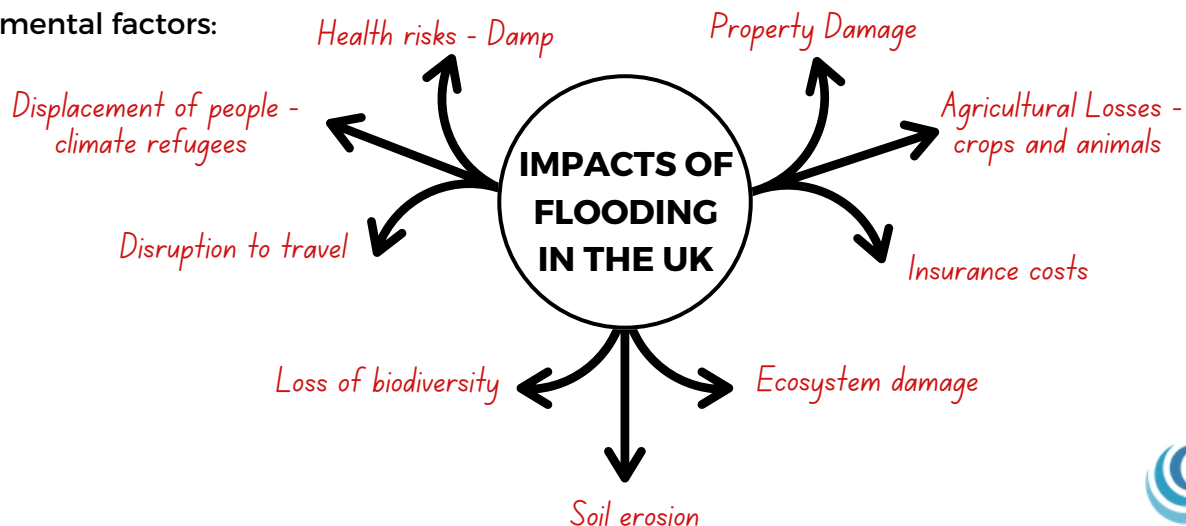 mental factors:
Health risks - Damp
Property Damage
Displacement of people -
climate refugees
Agricultural Losses -
crops and animals
IMPACTS OF
FLOODING
IN THE UK
Disruption to travel
Insurance costs
Loss of biodiversity
Ecosystem damage
Soil erosion